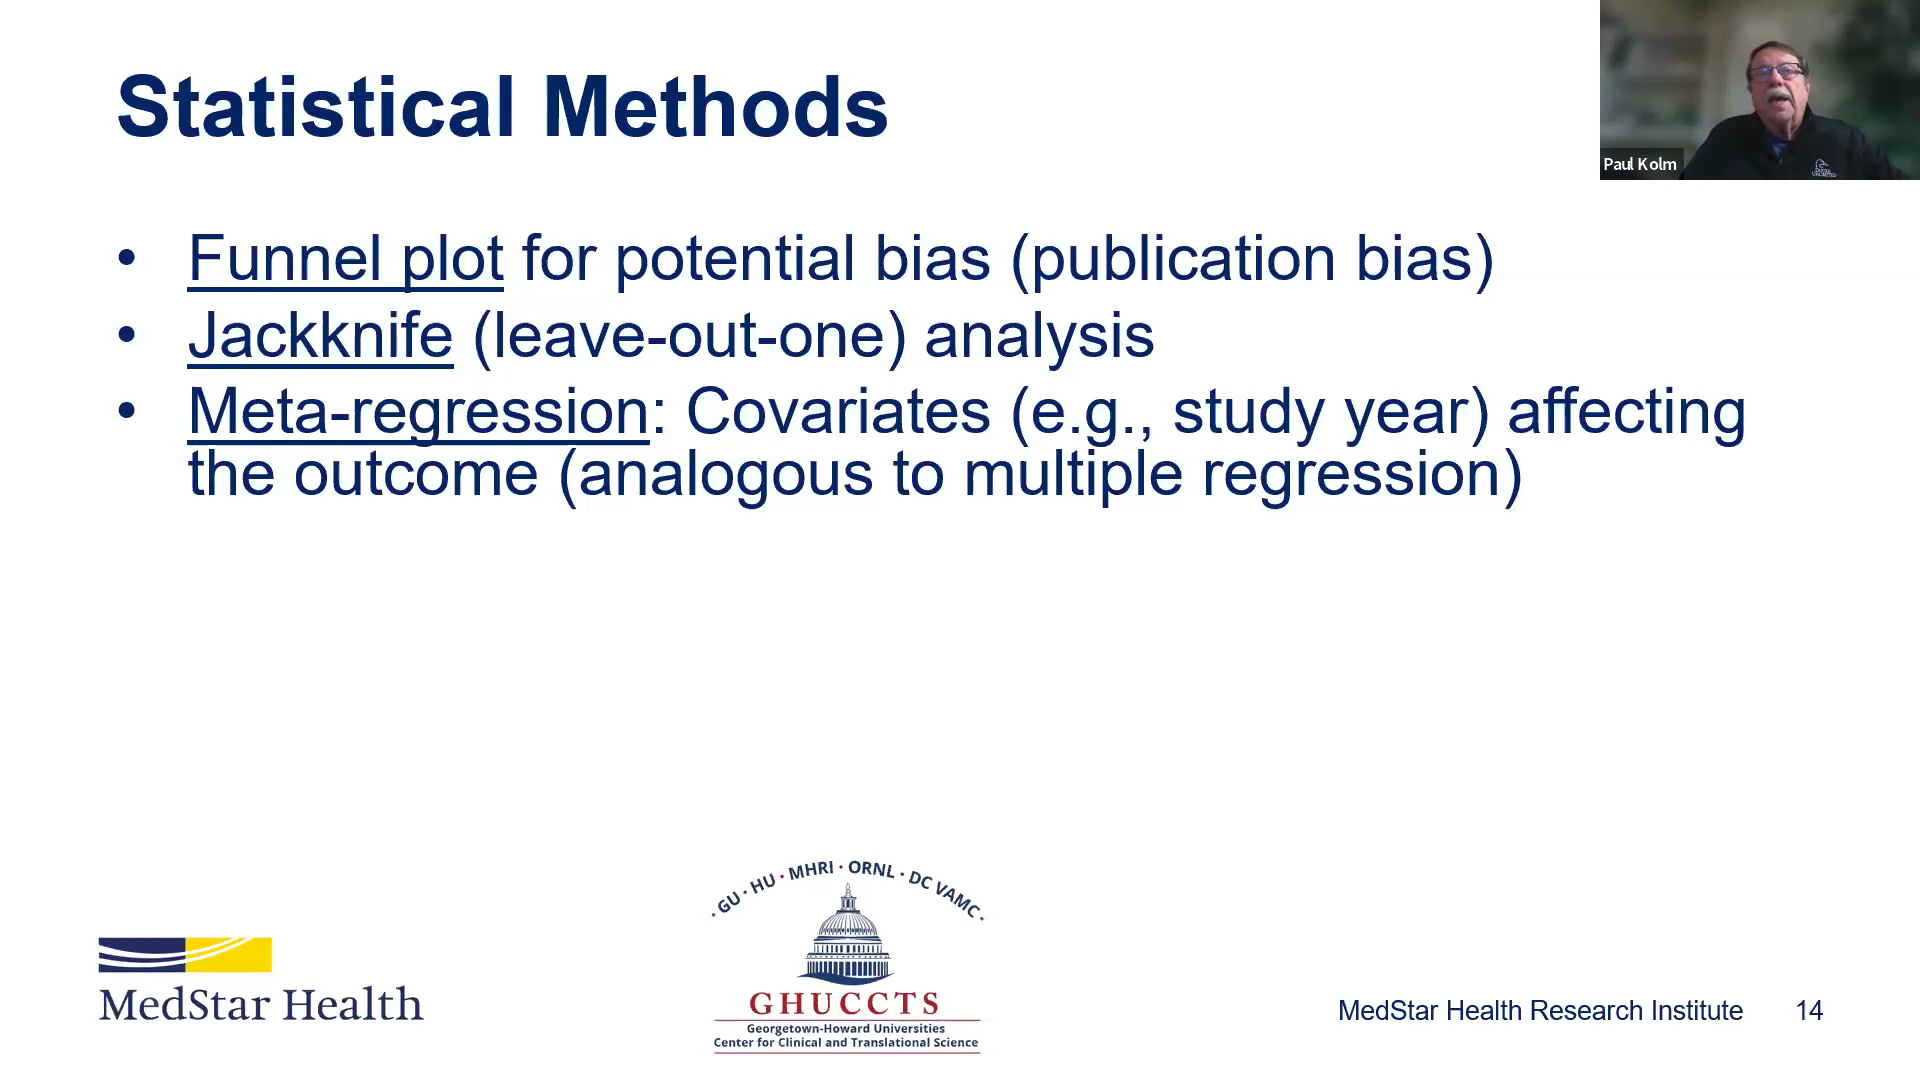 Statistical Methods
Paul Kolm
• Funnel plot for potential bias (publication bias)
• Jackknife (leave-out-one) analysis
• Meta-regression: Covariates (e.g., study year) affecting
the outcome (analogous to multiple regression)
· GU · HU · MHRI · ORNL · DC VAMC ·
MedStar Health
GHUCCTS
Georgetown-Howard Universities
Center for Clinical and Translational Science
MedStar Health Research Institute 14